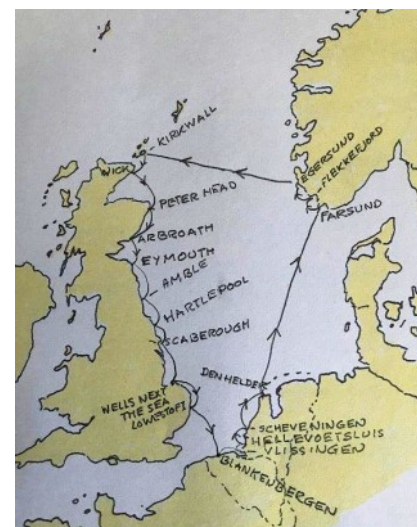 KIRKWALL
WICK
EGERSUND
FLEKKEFJORD
PETER HEAD
FARSUND
ARBROATH
EYMOUTH
AMBLE
HARTLEPOOL
SCABEROUGH
DEN HELDER
WELLS NEXT
THE SEA
LOWESTOFT
SCHEVENINGEN
HELLEVOETSLUIS
VLISSINGEN
BLANKENBERGEN